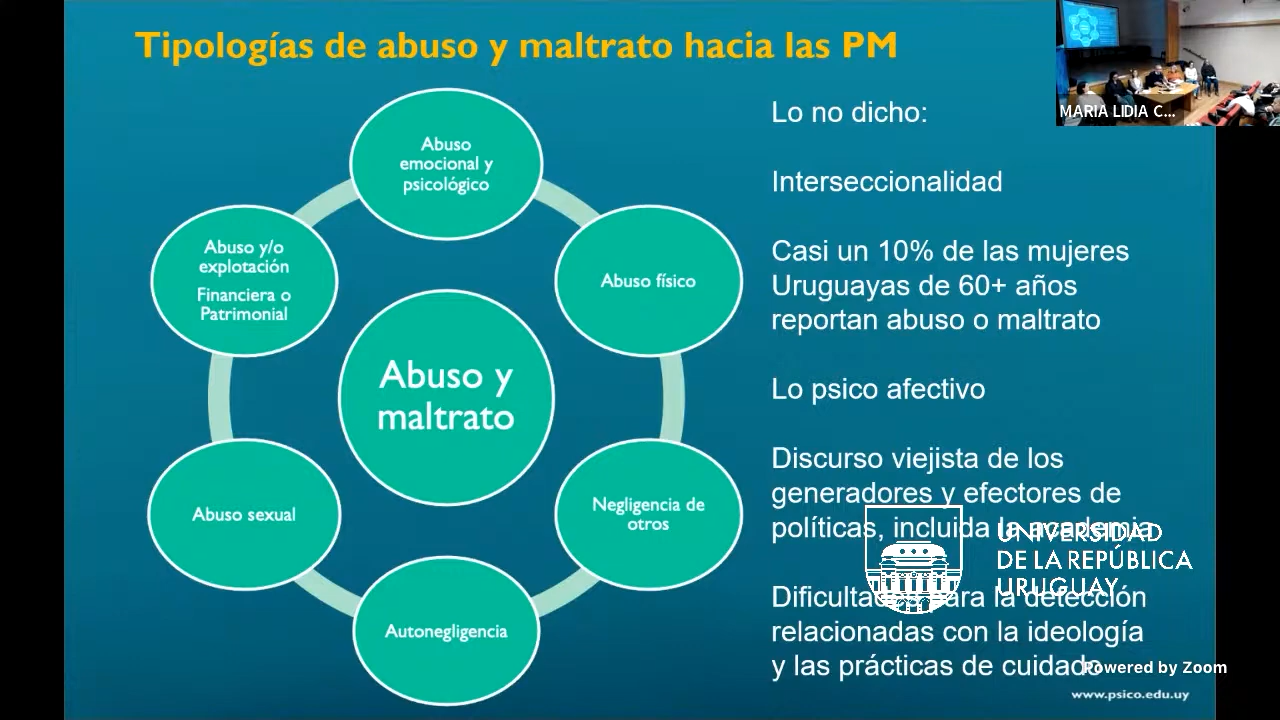 Tipologías de abuso y maltrato hacia las PM
Abuso
emocional y
psicológico
Abuso físico
Negligencia de
otros
Autonegligencia
Abuso sexual
Abuso y/o
explotación
Financiera o
Patrimonial
Abuso y
maltrato
Lo no dicho:
Interseccionalidad
Casi un 10% de las mujeres
Uruguayas de 60+ años
reportan abuso o maltrato
Lo psico afectivo
Discurso viejista de los
generadores y efectores de
políticas, incluida la academia
Dificultades para la detección
relacionadas con la ideología
y las prácticas de cuidado
MARIA LIDIA C...
UNIVERSIDAD
DE LA REPÚBLICA
URUGUAY
Powered by Zoom
www.psico.edu.uy